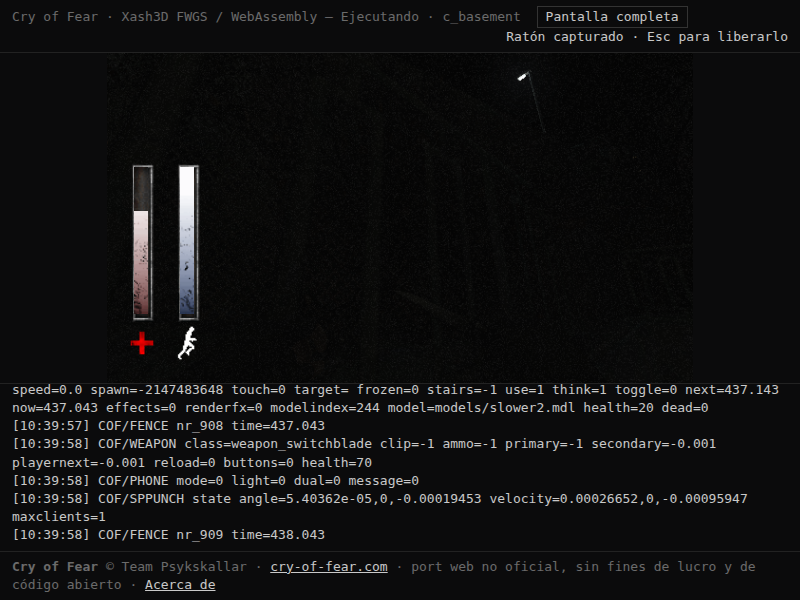 Cry of Fear · Xash3D FWGS / WebAssembly — Ejecutando · c_basement
Pantalla completa
Ratón capturado · Esc para liberarlo
speed=0.0 spawn=-2147483648 touch=0 target= frozen=0 stairs=-1 use=1 think=1 toggle=0 next=437.143
now=437.043 effects=0 renderfx=0 modelindex=244 model=models/slower2.mdl health=20 dead=0
[10:39:57] COF/FENCE nr_908 time=437.043
[10:39:58] COF/WEAPON class=weapon_switchblade clip=-1 ammo=-1 primary=-1 secondary=-0.001
playernext=-0.001 reload=0 buttons=0 health=70
[10:39:58] COF/PHONE mode=0 light=0 dual=0 message=0
[10:39:58] COF/SPPUNCH state angle=5.40362e-05,0,-0.00019453 velocity=0.00026652,0,-0.00095947
maxclients=1
[10:39:58] COF/FENCE nr_909 time=438.043
Cry of Fear © Team Psykskallar · cry-of-fear.com · port web no oficial, sin fines de lucro y de
código abierto · Acerca de